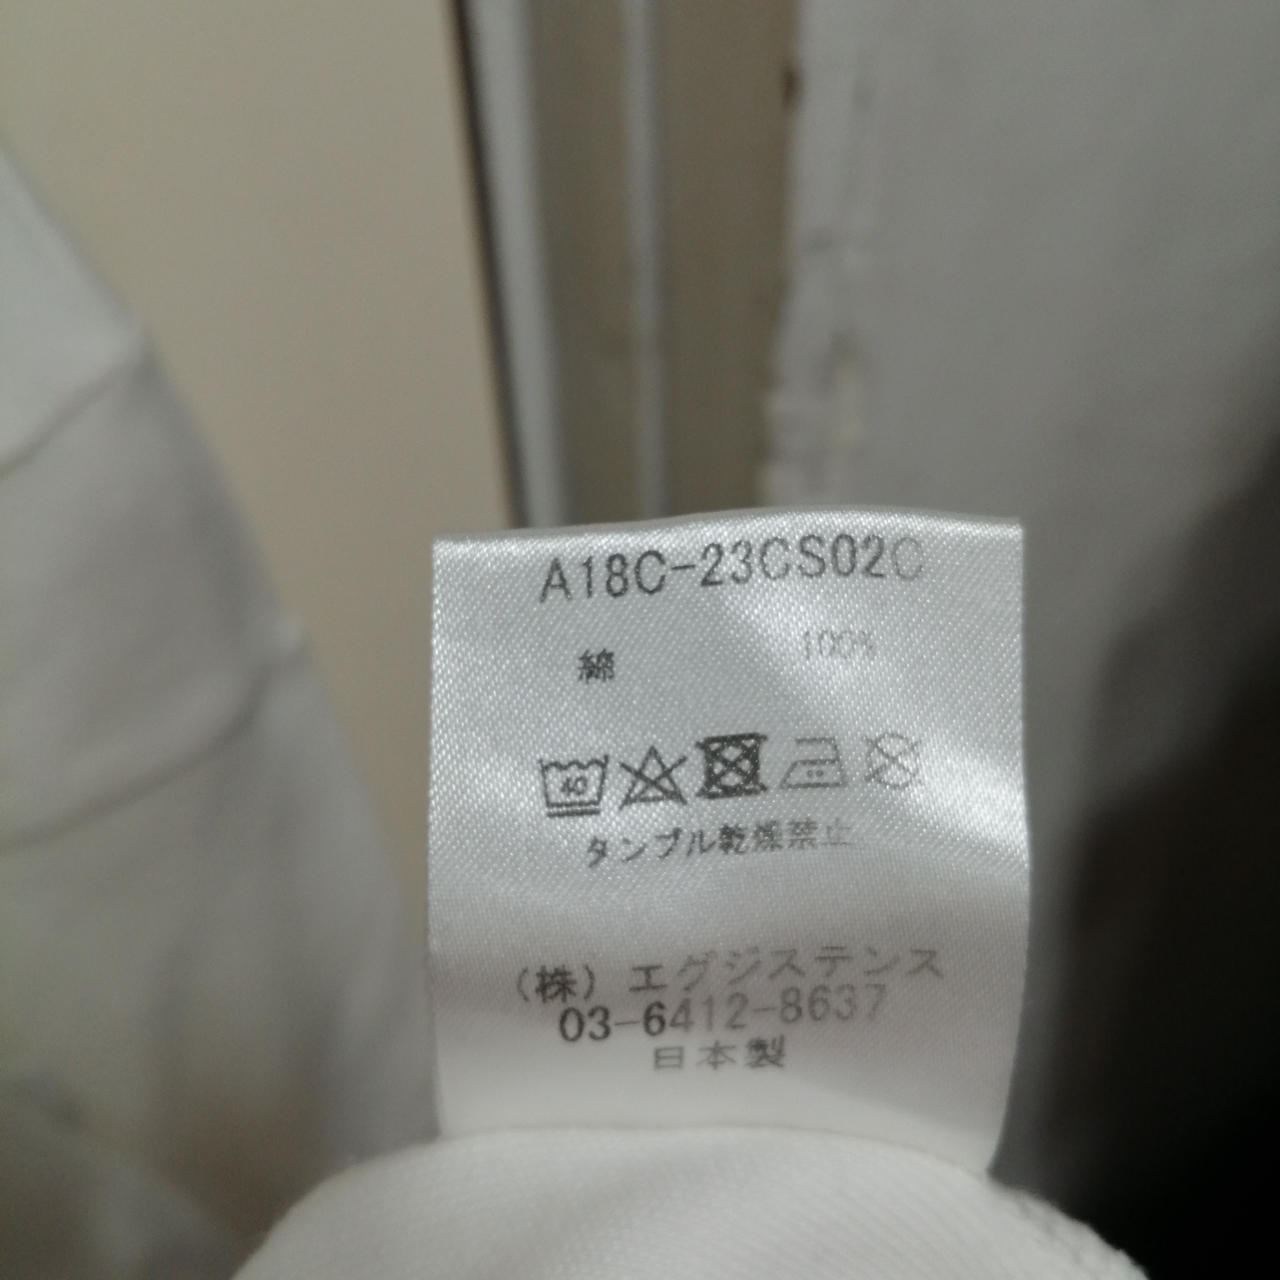 A18C-23CS02C
綿 100%
40
タンブル乾燥禁止
(株) エグジステンス
03-6412-8637
日本製